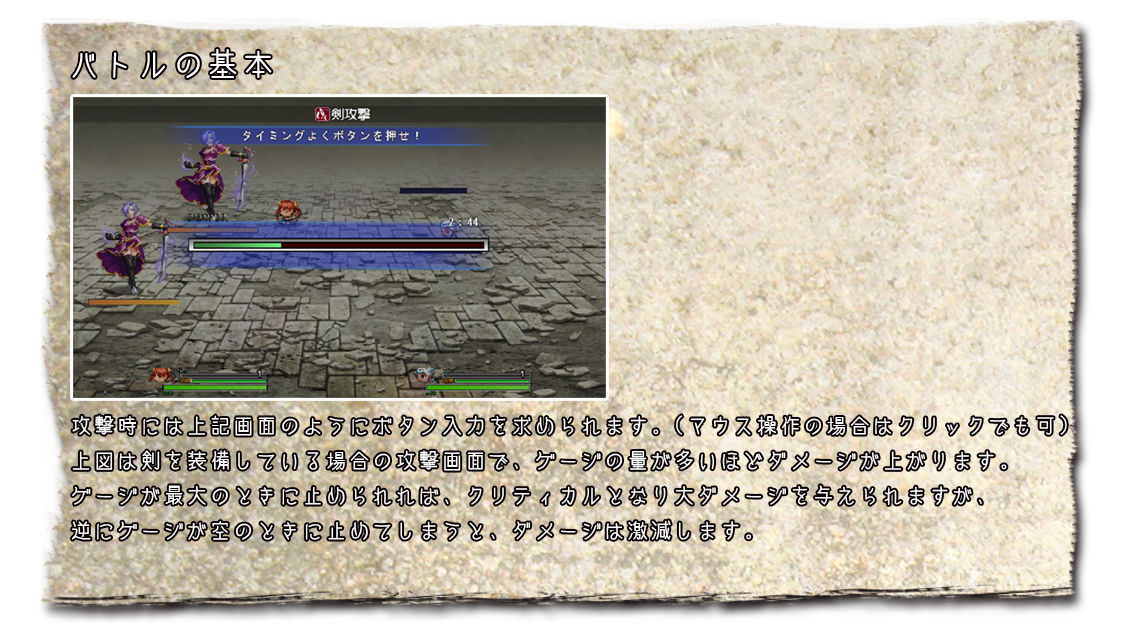 バトルの基本
剣攻撃
タイミングよくボタンを押せ！
2：44
攻撃時には上記画面のようにボタン入力を求められます。（マウス操作の場合はクリックでも可）
上図は剣を装備している場合の攻撃画面で、ゲージの量が多いほどダメージが上がります。
ゲージが最大のときに止められれば、クリティカルとなり大ダメージを与えられますが、
逆にゲージが空のときに止めてしまうと、ダメージは激減します。